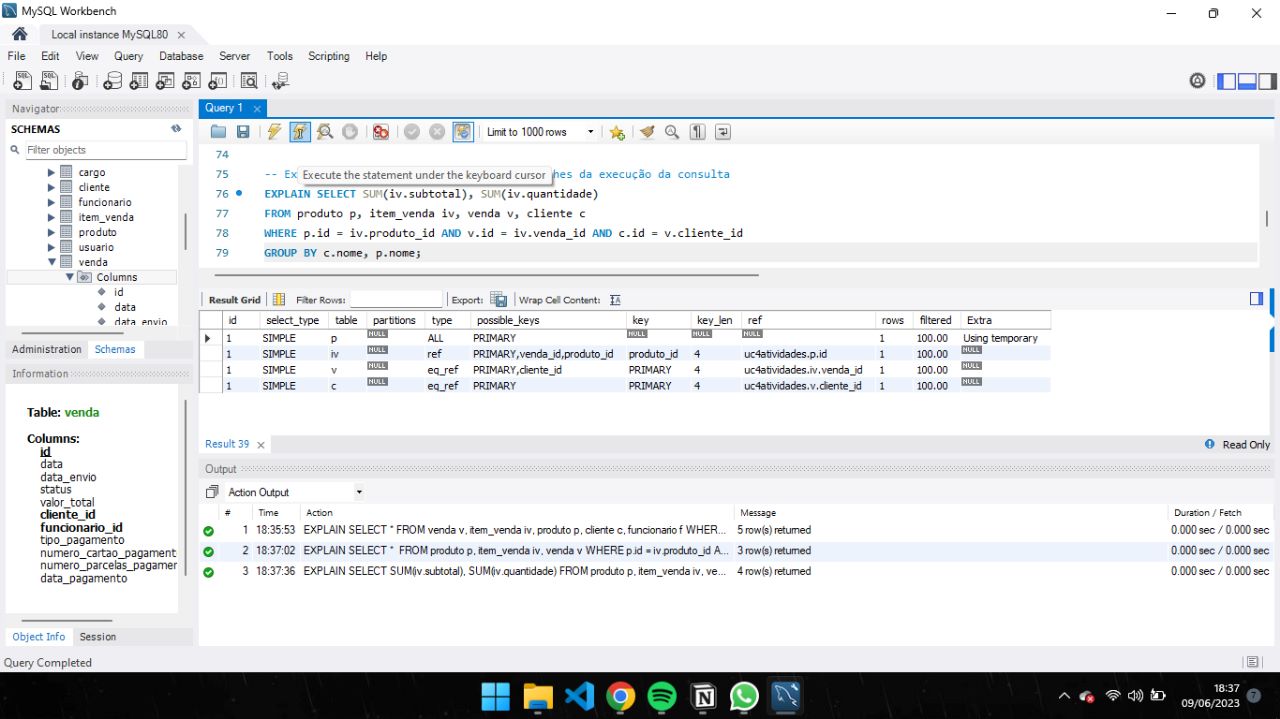 MySQL Workbench
Local instance MySQL80
File Edit View Query Database Server Tools Scripting Help
Navigator
SCHEMAS
Filter objects
cargo
cliente
funcionario
item_venda
produto
usuario
venda
Columns
id
data
data_envio
Administration Schemas
Information
Table: venda
Columns:
id
data
data_envio
status
valor_total
cliente_id
funcionario_id
tipo_pagamento
numero_cartao_pagament
numero_parcelas_pagamer
data_pagamento
Object Info Session
Query Completed
Query 1
Limit to 1000 rows
74
75 -- Ex Execute the statement under the keyboard cursor hes da execução da consulta
76 EXPLAIN SELECT SUM(iv.subtotal), SUM(iv.quantidade)
77 FROM produto p, item_venda iv, venda v, cliente c
78 WHERE p.id = iv.produto_id AND v.id = iv.venda_id AND c.id = v.cliente_id
79 GROUP BY c.nome, p.nome;
Result Grid Filter Rows: Export: Wrap Cell Content:
id select_type table partitions type possible_keys key key_len ref rows filtered Extra
1 SIMPLE p NULL ALL PRIMARY NULL NULL NULL 1 100.00 Using temporary
1 SIMPLE iv NULL ref PRIMARY,venda_id,produto_id produto_id 4 uc4atividades.p.id 1 100.00 NULL
1 SIMPLE v NULL eq_ref PRIMARY,cliente_id PRIMARY 4 uc4atividades.iv.venda_id 1 100.00 NULL
1 SIMPLE c NULL eq_ref PRIMARY PRIMARY 4 uc4atividades.v.cliente_id 1 100.00 NULL
Result 39 Read Only
Output
Action Output
# Time Action Message Duration / Fetch
1 18:35:53 EXPLAIN SELECT * FROM venda v, item_venda iv, produto p, cliente c, funcionario f WHER... 5 row(s) returned 0.000 sec / 0.000 sec
2 18:37:02 EXPLAIN SELECT * FROM produto p, item_venda iv, venda v WHERE p.id = iv.produto_id A... 3 row(s) returned 0.000 sec / 0.000 sec
3 18:37:36 EXPLAIN SELECT SUM(iv.subtotal), SUM(iv.quantidade) FROM produto p, item_venda iv, ve... 4 row(s) returned 0.000 sec / 0.000 sec
18:37
09/06/2023
7